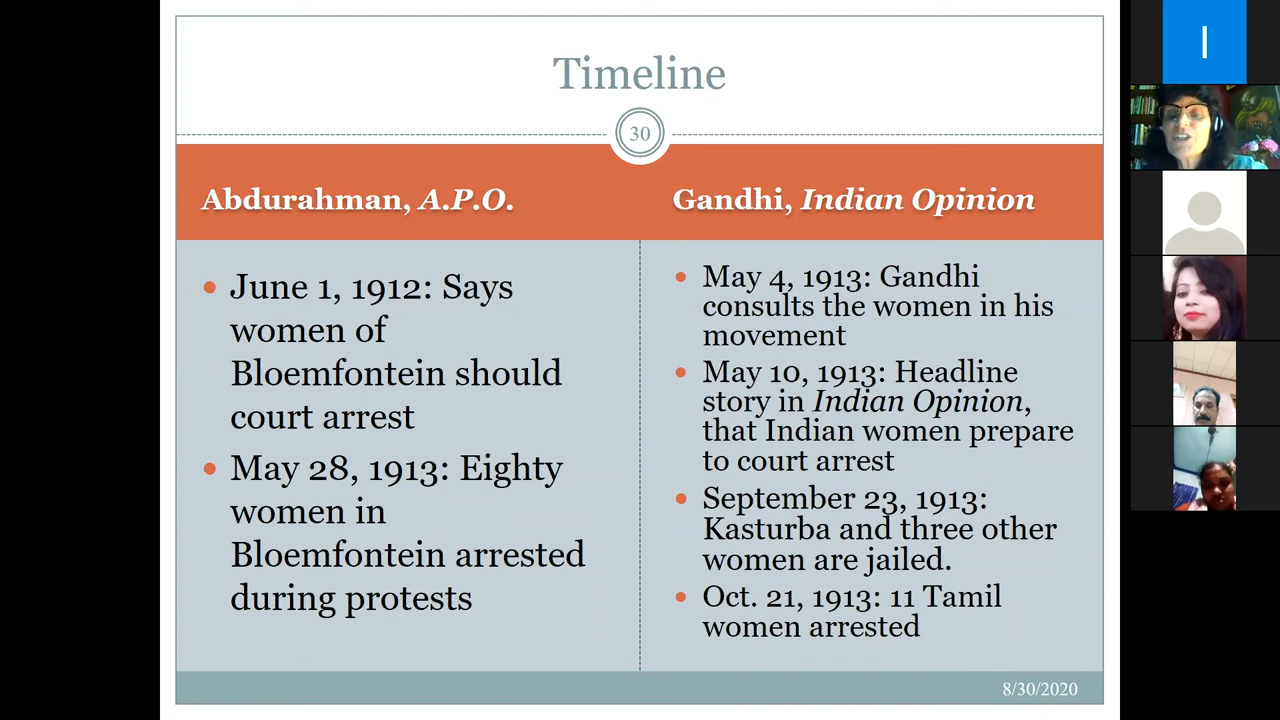 Timeline
30
Abdurahman, A.P.O.
June 1, 1912: Says
women of
Bloemfontein should
court arrest
May 28, 1913: Eighty
women in
Bloemfontein arrested
during protests
Gandhi, Indian Opinion
May 4, 1913: Gandhi
consults the women in his
movement
May 10, 1913: Headline
story in Indian Opinion,
that Indian women prepare
to court arrest
September 23, 1913:
Kasturba and three other
women are jailed.
Oct. 21, 1913: 11 Tamil
women arrested
8/30/2020
I